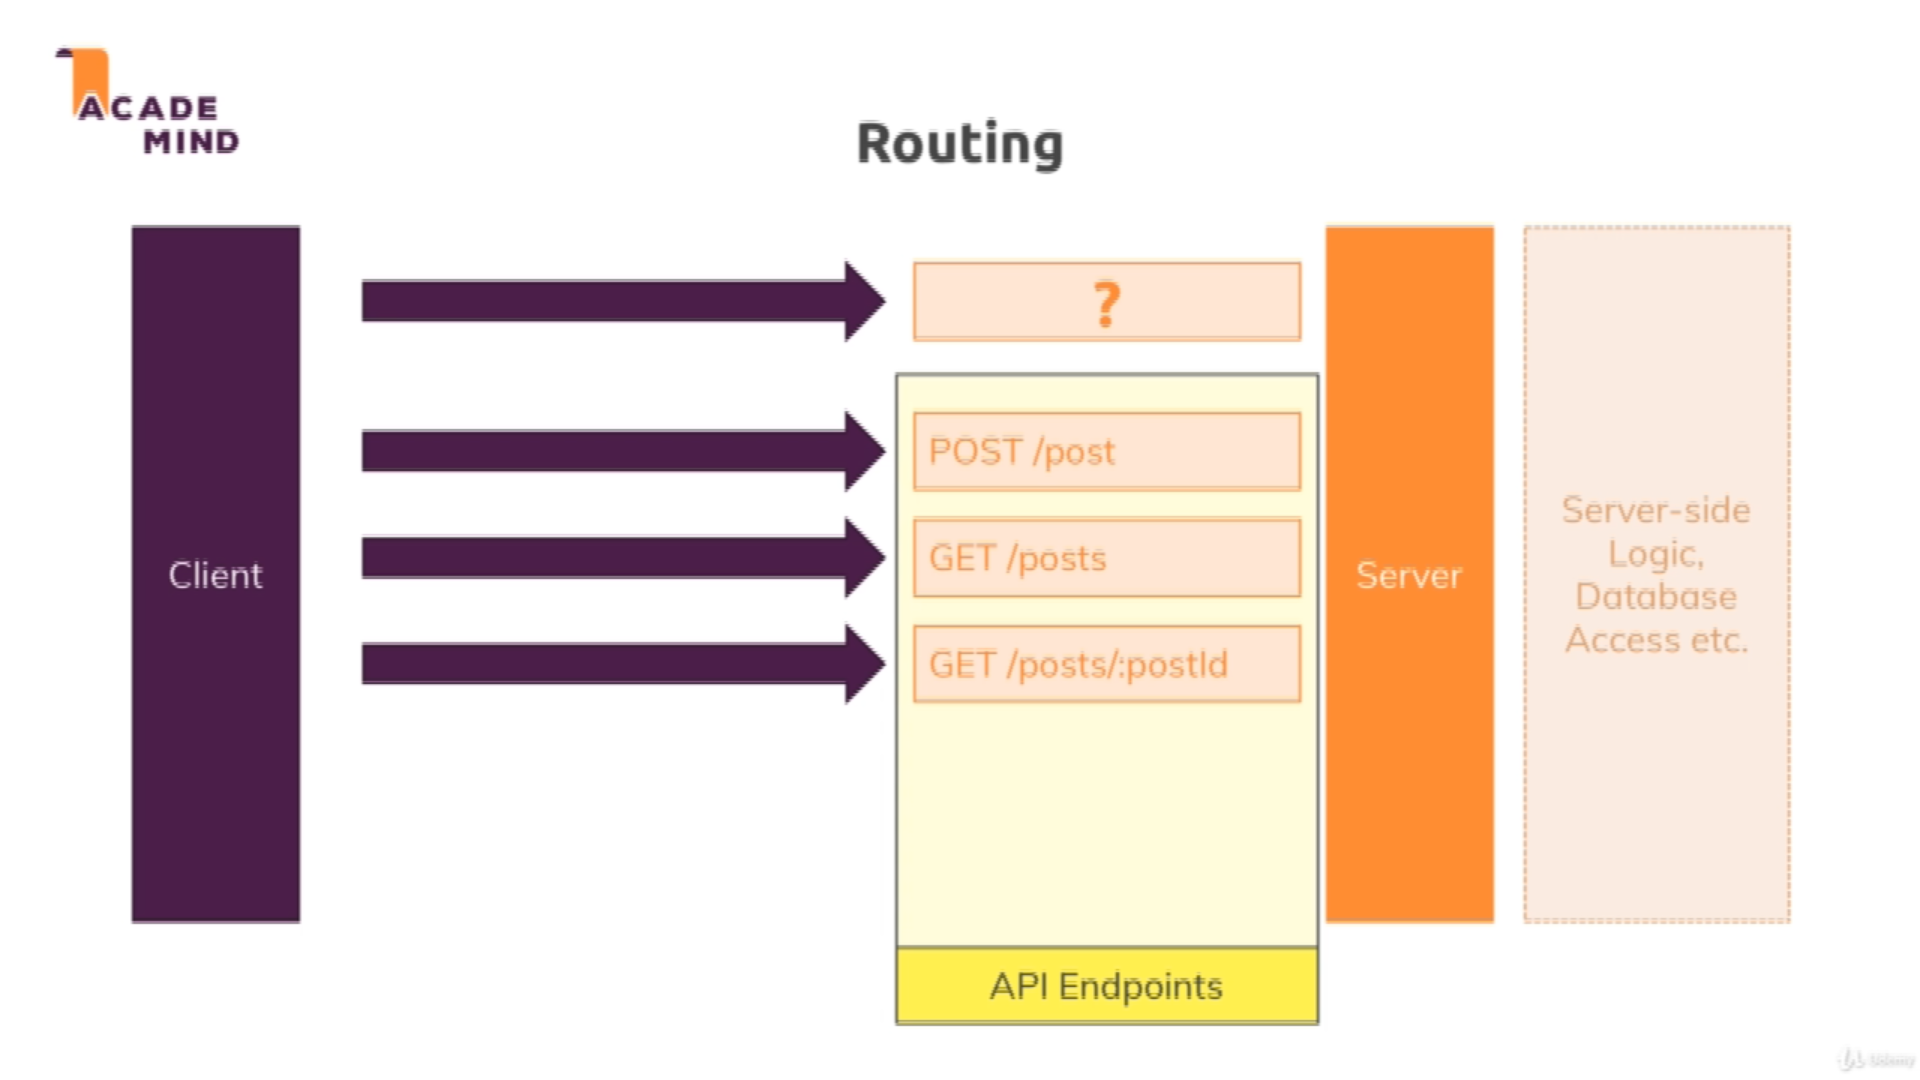 ACADE
MIND
Routing
Client
?
POST /post
GET /posts
GET /posts/:postId
API Endpoints
Server
Server-side
Logic,
Database
Access etc.
Udemy